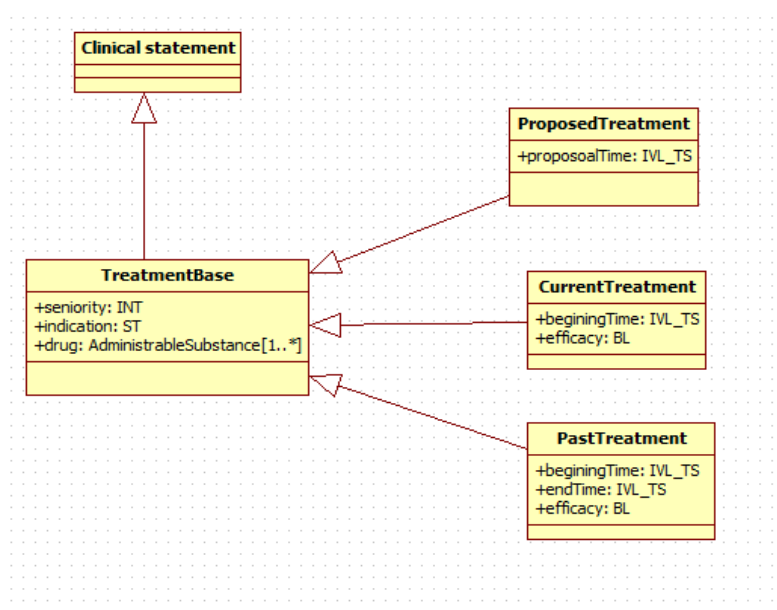 Clinical statement
ProposedTreatment
+proposoalTime: IVL_TS
TreatmentBase
+seniority: INT
+indication: ST
+drug: AdministrableSubstance[1..*]
CurrentTreatment
+beginingTime: IVL_TS
+efficacy: BL
PastTreatment
+beginingTime: IVL_TS
+endTime: IVL_TS
+efficacy: BL